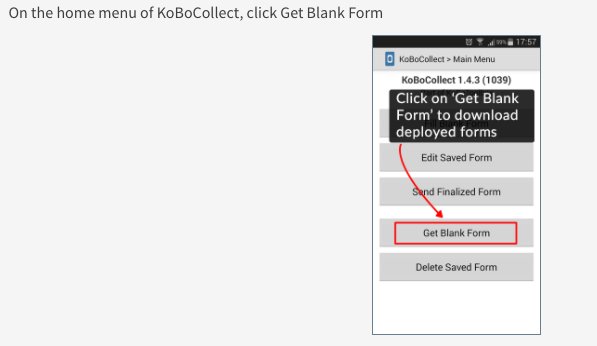 On the home menu of KoBoCollect, click Get Blank Form
17:57
KoBoCollect > Main Menu
KoBoCollect 1.4.3 (1039)
Click on ‘Get Blank
Form’ to download
deployed forms
Edit Saved Form
Send Finalized Form
Get Blank Form
Delete Saved Form